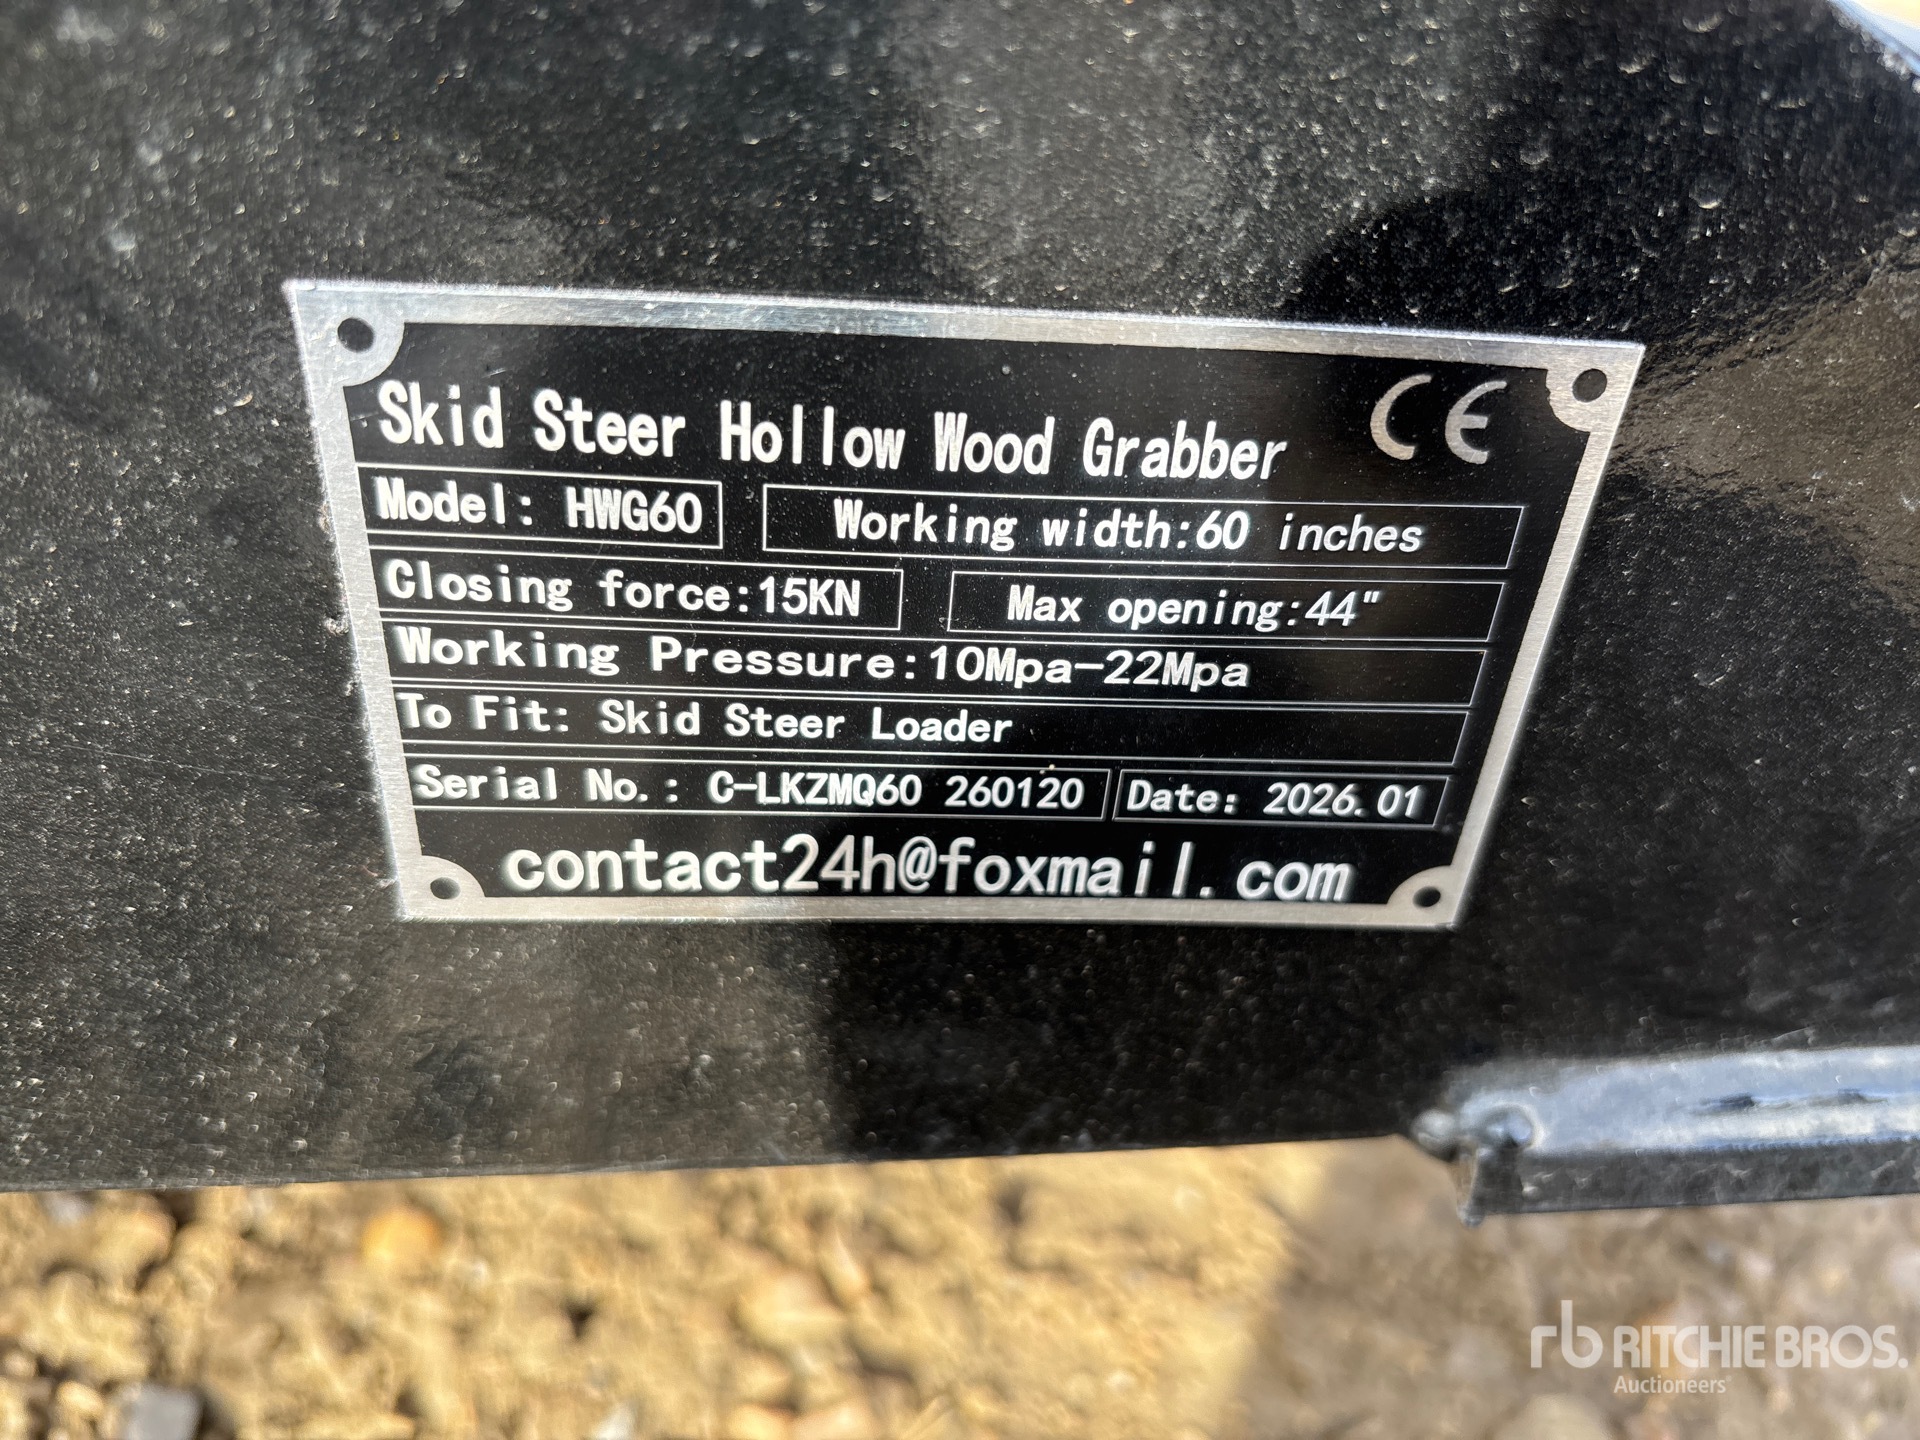 Skid Steer Hollow Wood Grabber CE
Model: HWG60 Working width:60 inches
Closing force:15KN Max opening:44"
Working Pressure:10Mpa-22Mpa
To Fit: Skid Steer Loader
Serial No.: C-LKZMQ60 260120 Date: 2026.01
contact24h@foxmail.com
rb RITCHIE BROS.
Auctioneers